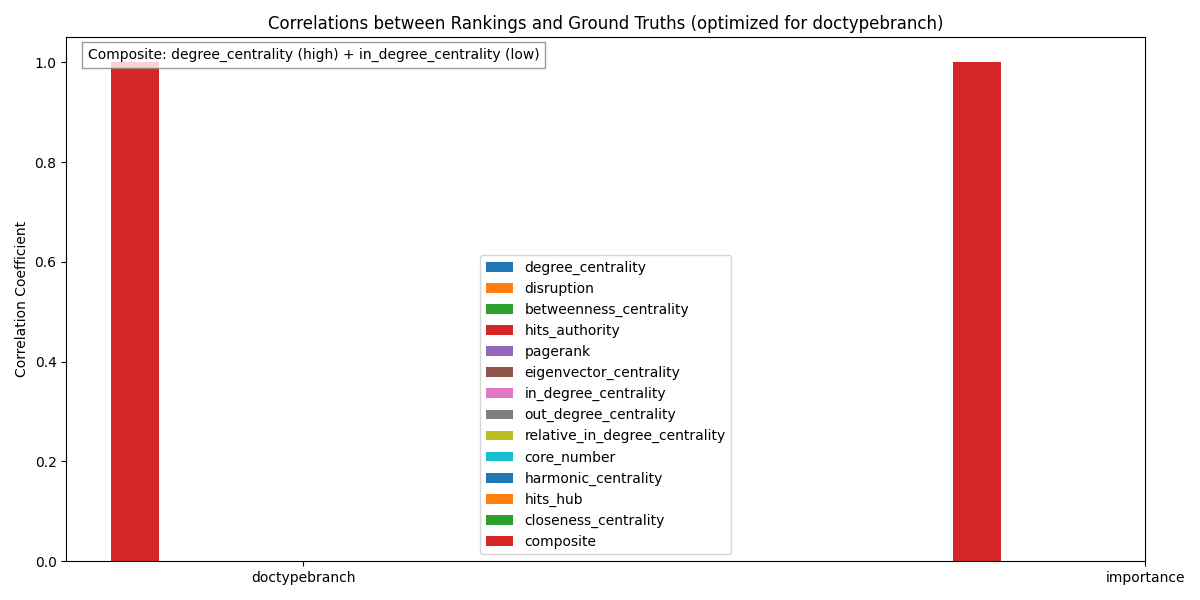 Correlations between Rankings and Ground Truths (optimized for doctypebranch)
Composite: degree_centrality (high) + in_degree_centrality (low)
Correlation Coefficient
1.0
0.8
0.6
0.4
0.2
0.0
degree_centrality
disruption
betweenness_centrality
hits_authority
pagerank
eigenvector_centrality
in_degree_centrality
out_degree_centrality
relative_in_degree_centrality
core_number
harmonic_centrality
hits_hub
closeness_centrality
composite
doctypebranch
importance